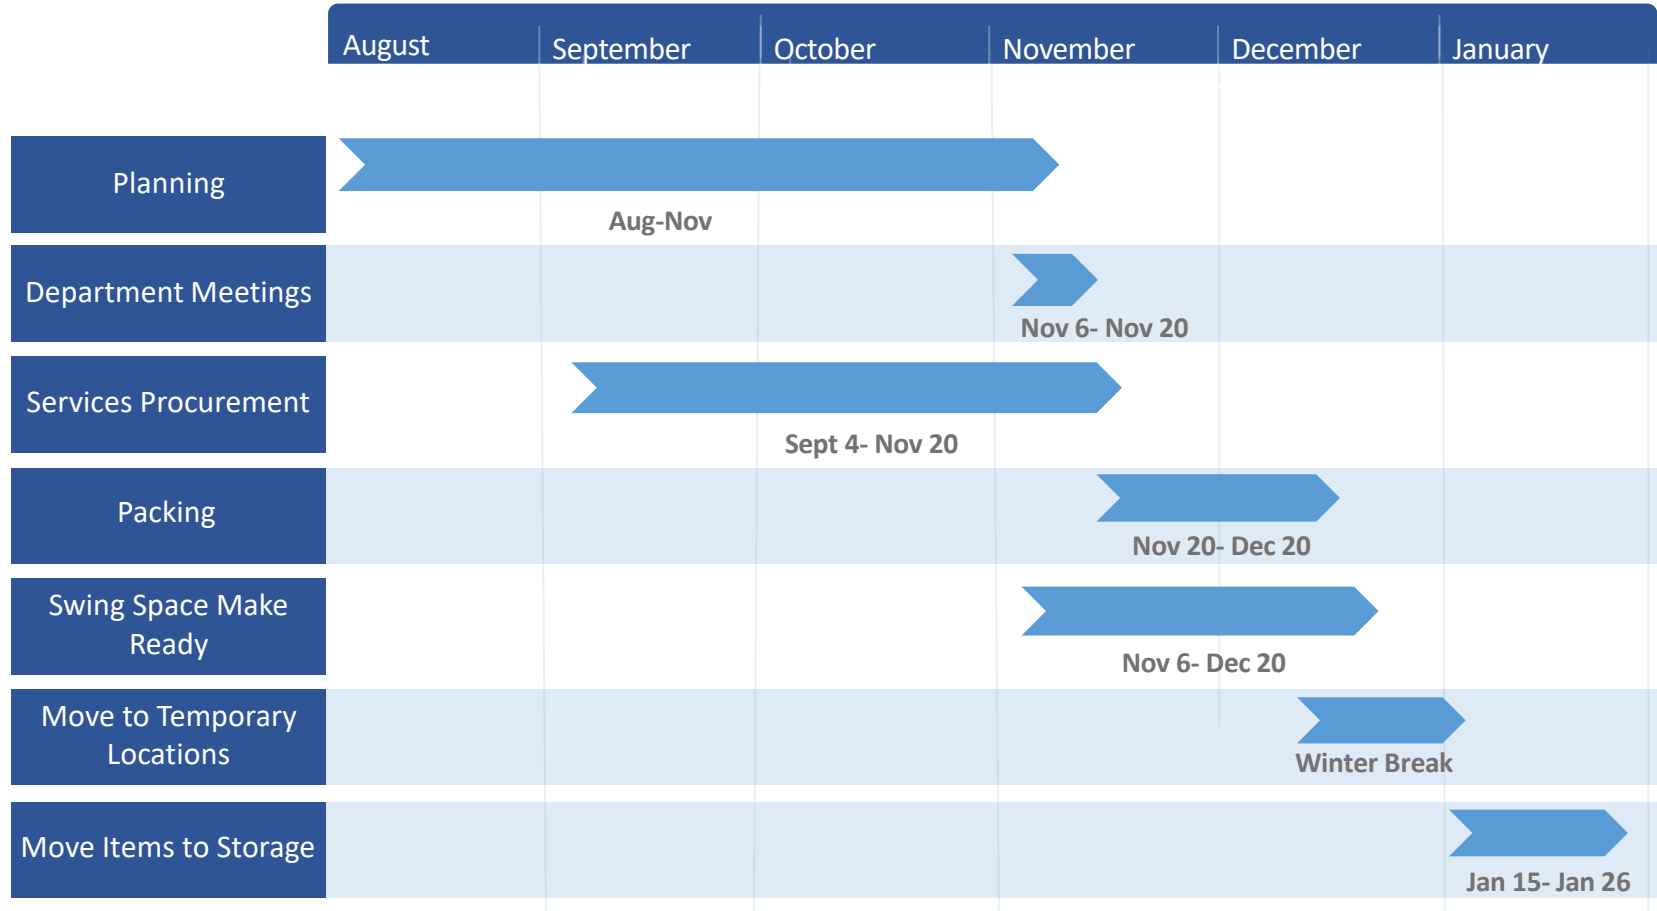 August September October November December January
Planning
Aug-Nov
Department Meetings
Nov 6- Nov 20
Services Procurement
Sept 4- Nov 20
Packing
Nov 20- Dec 20
Swing Space Make
Ready
Nov 6- Dec 20
Move to Temporary
Locations
Winter Break
Move Items to Storage
Jan 15- Jan 26